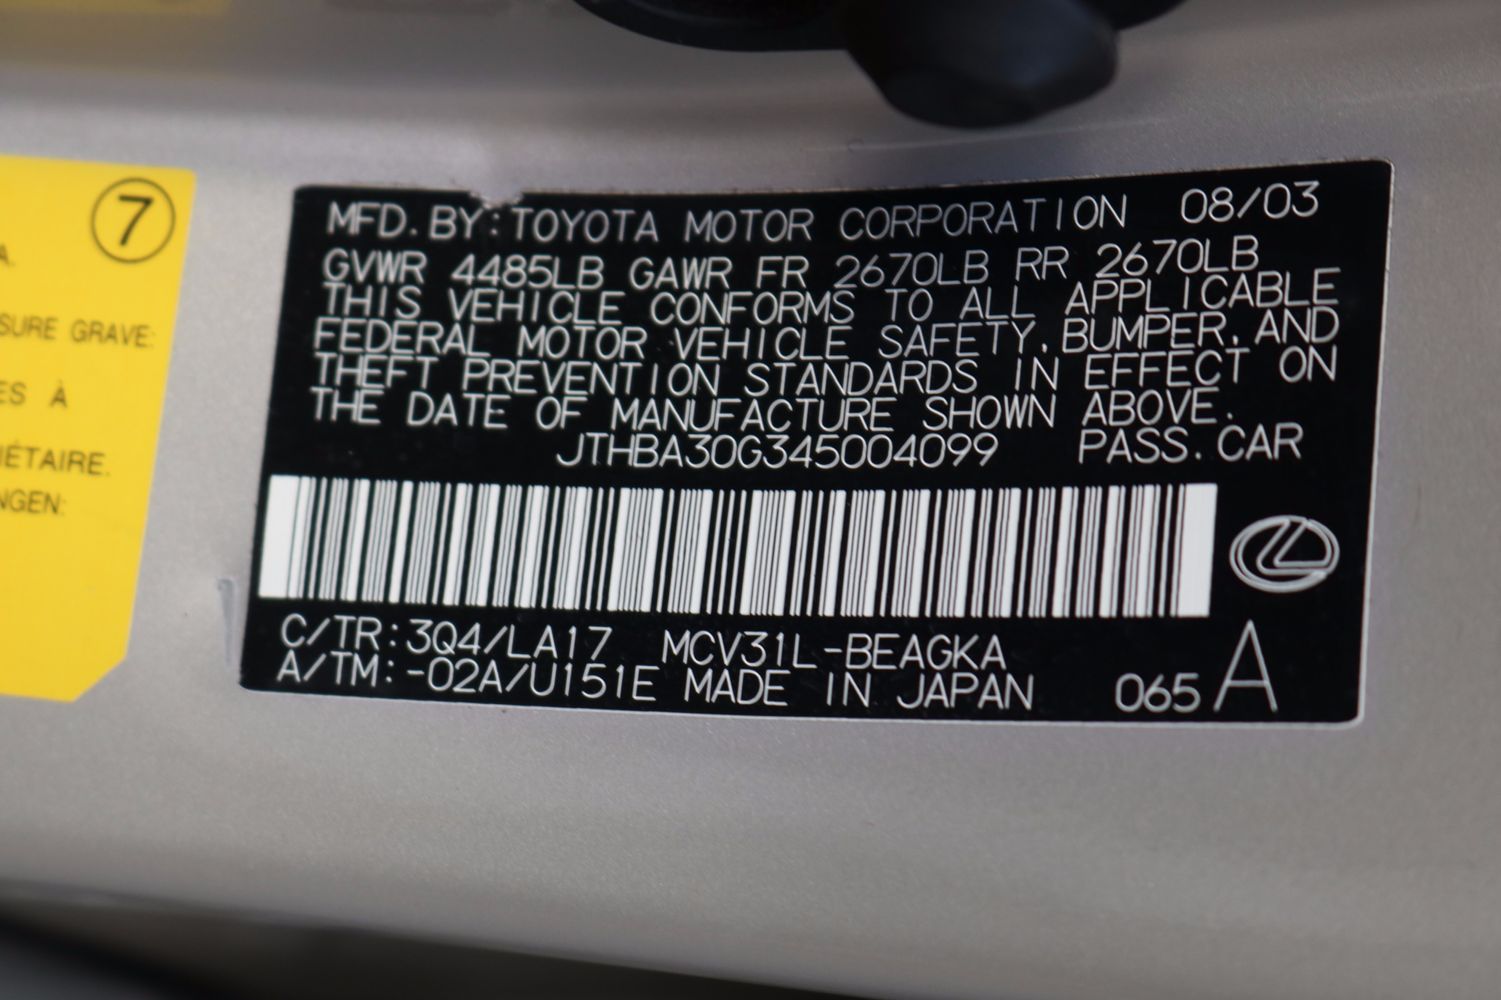 7
SURE GRAVE:
ES À
IÉTAIRE.
NGEN:
MFD. BY: TOYOTA MOTOR CORPORATION 08/03
GVWR 4485LB GAWR FR 2670LB RR 2670LB
THIS VEHICLE CONFORMS TO ALL APPLICABLE
FEDERAL MOTOR VEHICLE SAFETY, BUMPER, AND
THEFT PREVENTION STANDARDS IN EFFECT ON
THE DATE OF MANUFACTURE SHOWN ABOVE.
JTHBA30G345004099 PASS. CAR
C/TR: 3Q4/LA17 MCV31L-BEAGKA
A/TM: -02A/U151E MADE IN JAPAN 065 A